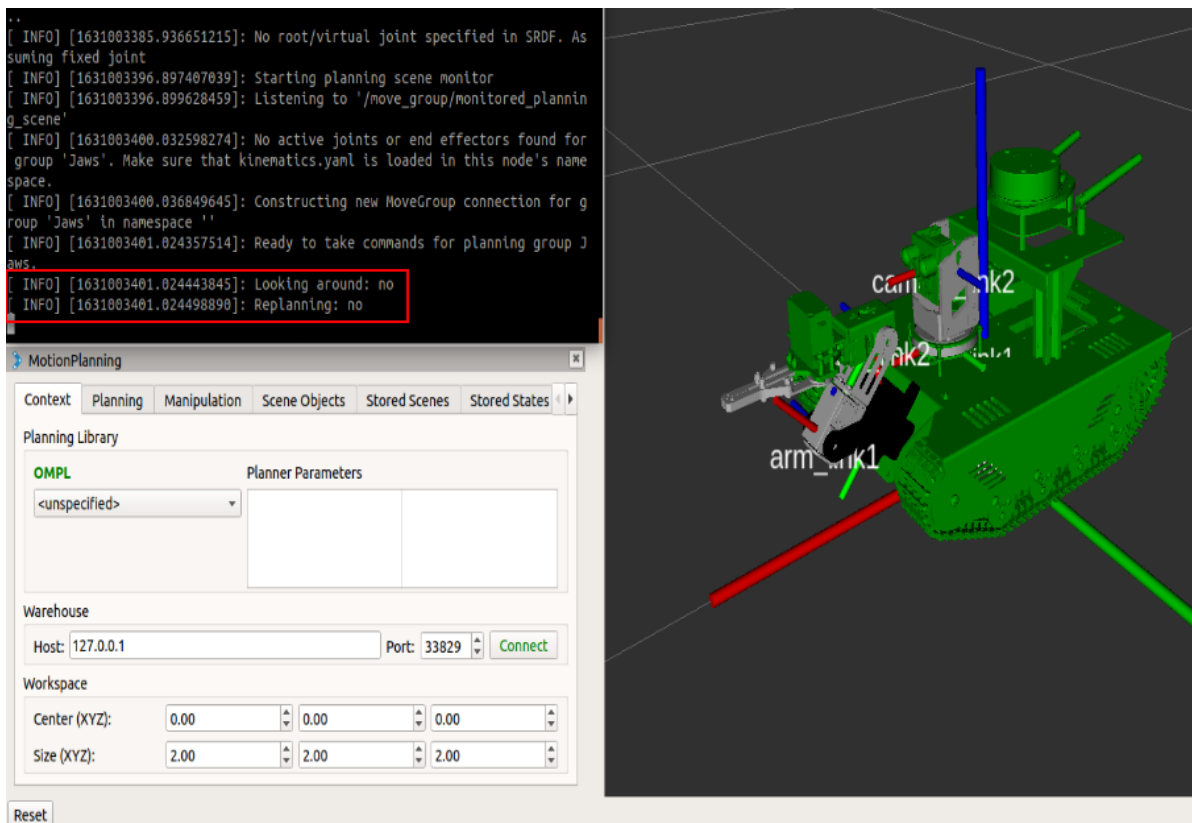 ..
[ INFO] [1631003385.936651215]: No root/virtual joint specified in SRDF. As
suming fixed joint
[ INFO] [1631003396.897407039]: Starting planning scene monitor
[ INFO] [1631003396.899628459]: Listening to '/move_group/monitored_plannin
g_scene'
[ INFO] [1631003400.032598274]: No active joints or end effectors found for
group 'Jaws'. Make sure that kinematics.yaml is loaded in this node's name
space.
[ INFO] [1631003400.036849645]: Constructing new MoveGroup connection for g
roup 'Jaws' in namespace ''
[ INFO] [1631003401.024357514]: Ready to take commands for planning group J
aws.
[ INFO] [1631003401.024443845]: Looking around: no
[ INFO] [1631003401.024498890]: Replanning: no
MotionPlanning
Context Planning Manipulation Scene Objects Stored Scenes Stored States
Planning Library
OMPL Planner Parameters
<unspecified>
Warehouse
Host: 127.0.0.1 Port: 33829 Connect
Workspace
Center (XYZ): 0.00 0.00 0.00
Size (XYZ): 2.00 2.00 2.00
Reset
arm_link1